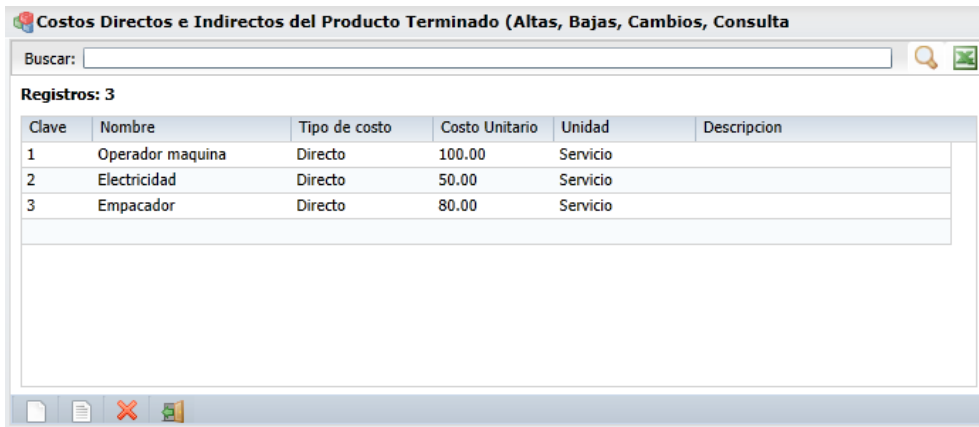 Costos Directos e Indirectos del Producto Terminado (Altas, Bajas, Cambios, Consulta
Buscar:
Registros: 3
Clave Nombre Tipo de costo Costo Unitario Unidad Descripcion
1 Operador maquina Directo 100.00 Servicio
2 Electricidad Directo 50.00 Servicio
3 Empacador Directo 80.00 Servicio